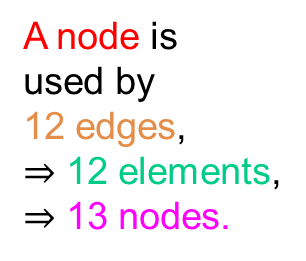 A node is
used by
12 edges,
⇒ 12 elements,
⇒ 13 nodes.